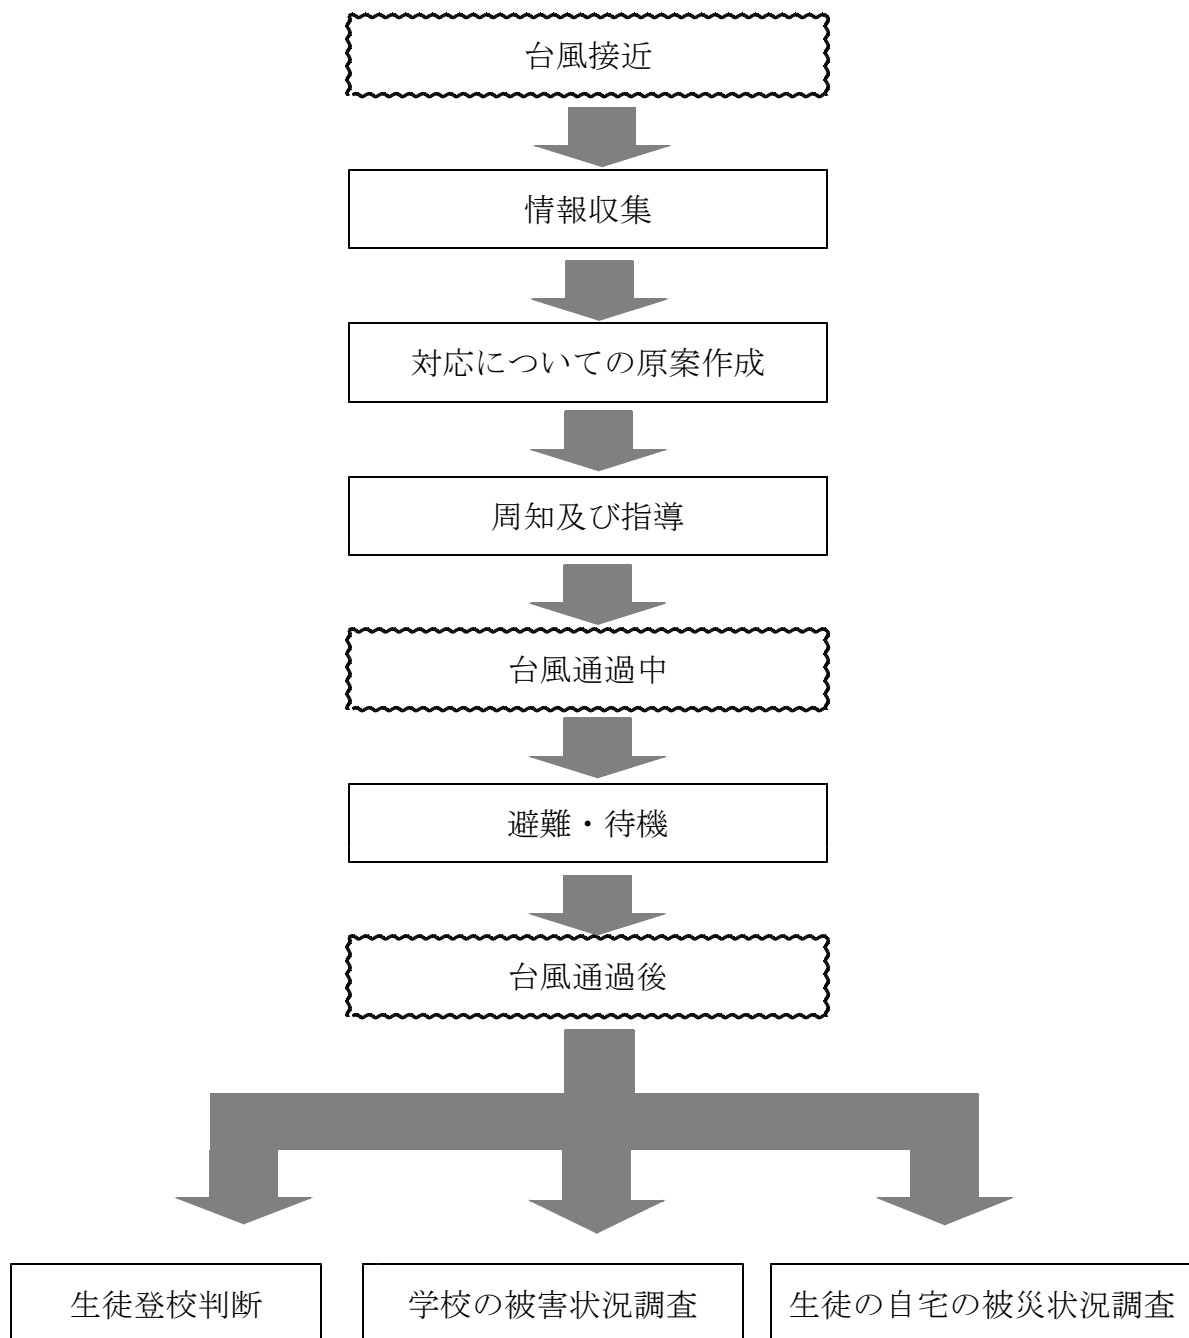 台風接近
情報収集
対応についての原案作成
周知及び指導
台風通過中
避難・待機
台風通過後
生徒登校判断
学校の被害状況調査
生徒の自宅の被災状況調査